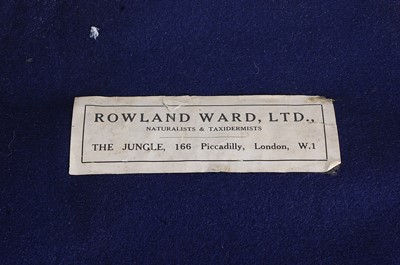 ROWLAND WARD, LTD.,
NATURALISTS & TAXIDERMISTS
THE JUNGLE, 166 Piccadilly, London, W.1